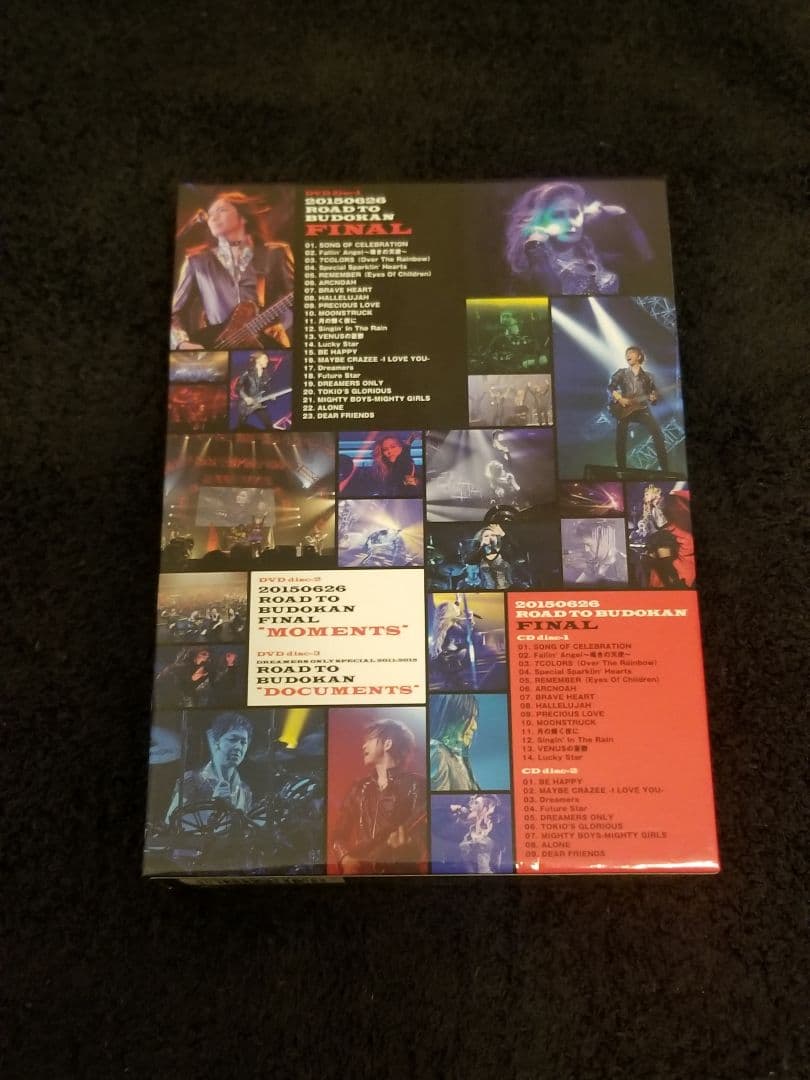 DVD disc-1
20150626
ROAD TO
BUDOKAN
FINAL
01. SONG OF CELEBRATION
02. Fallin' Angel〜嘆きの天使〜
03. 7COLORS (Over The Rainbow)
04. Special Sparklin' Hearts
05. REMEMBER (Eyes Of Children)
06. ARCNOAH
07. BRAVE HEART
08. HALLELUJAH
09. PRECIOUS LOVE
10. MOONSTRUCK
11. 月の輝く夜に
12. Singin' In The Rain
13. VENUSの憂鬱
14. Lucky Star
15. BE HAPPY
16. MAYBE CRAZEE -I LOVE YOU-
17. Dreamers
18. Future Star
19. DREAMERS ONLY
20. TOKIO'S GLORIOUS
21. MIGHTY BOYS-MIGHTY GIRLS
22. ALONE
23. DEAR FRIENDS
DVD disc-2
20150626
ROAD TO
BUDOKAN
FINAL
"MOMENTS"
DVD disc-3
DREAMERS ONLY SPECIAL 2011-2015
ROAD TO
BUDOKAN
"DOCUMENTS"
20150626
ROAD TO BUDOKAN
FINAL
CD disc-1
01. SONG OF CELEBRATION
02. Fallin' Angel〜嘆きの天使〜
03. 7COLORS (Over The Rainbow)
04. Special Sparklin' Hearts
05. REMEMBER (Eyes Of Children)
06. ARCNOAH
07. BRAVE HEART
08. HALLELUJAH
09. PRECIOUS LOVE
10. MOONSTRUCK
11. 月の輝く夜に
12. Singin' In The Rain
13. VENUSの憂鬱
14. Lucky Star
CD disc-2
01. BE HAPPY
02. MAYBE CRAZEE -I LOVE YOU-
03. Dreamers
04. Future Star
05. DREAMERS ONLY
06. TOKIO'S GLORIOUS
07. MIGHTY BOYS-MIGHTY GIRLS
08. ALONE
09. DEAR FRIENDS